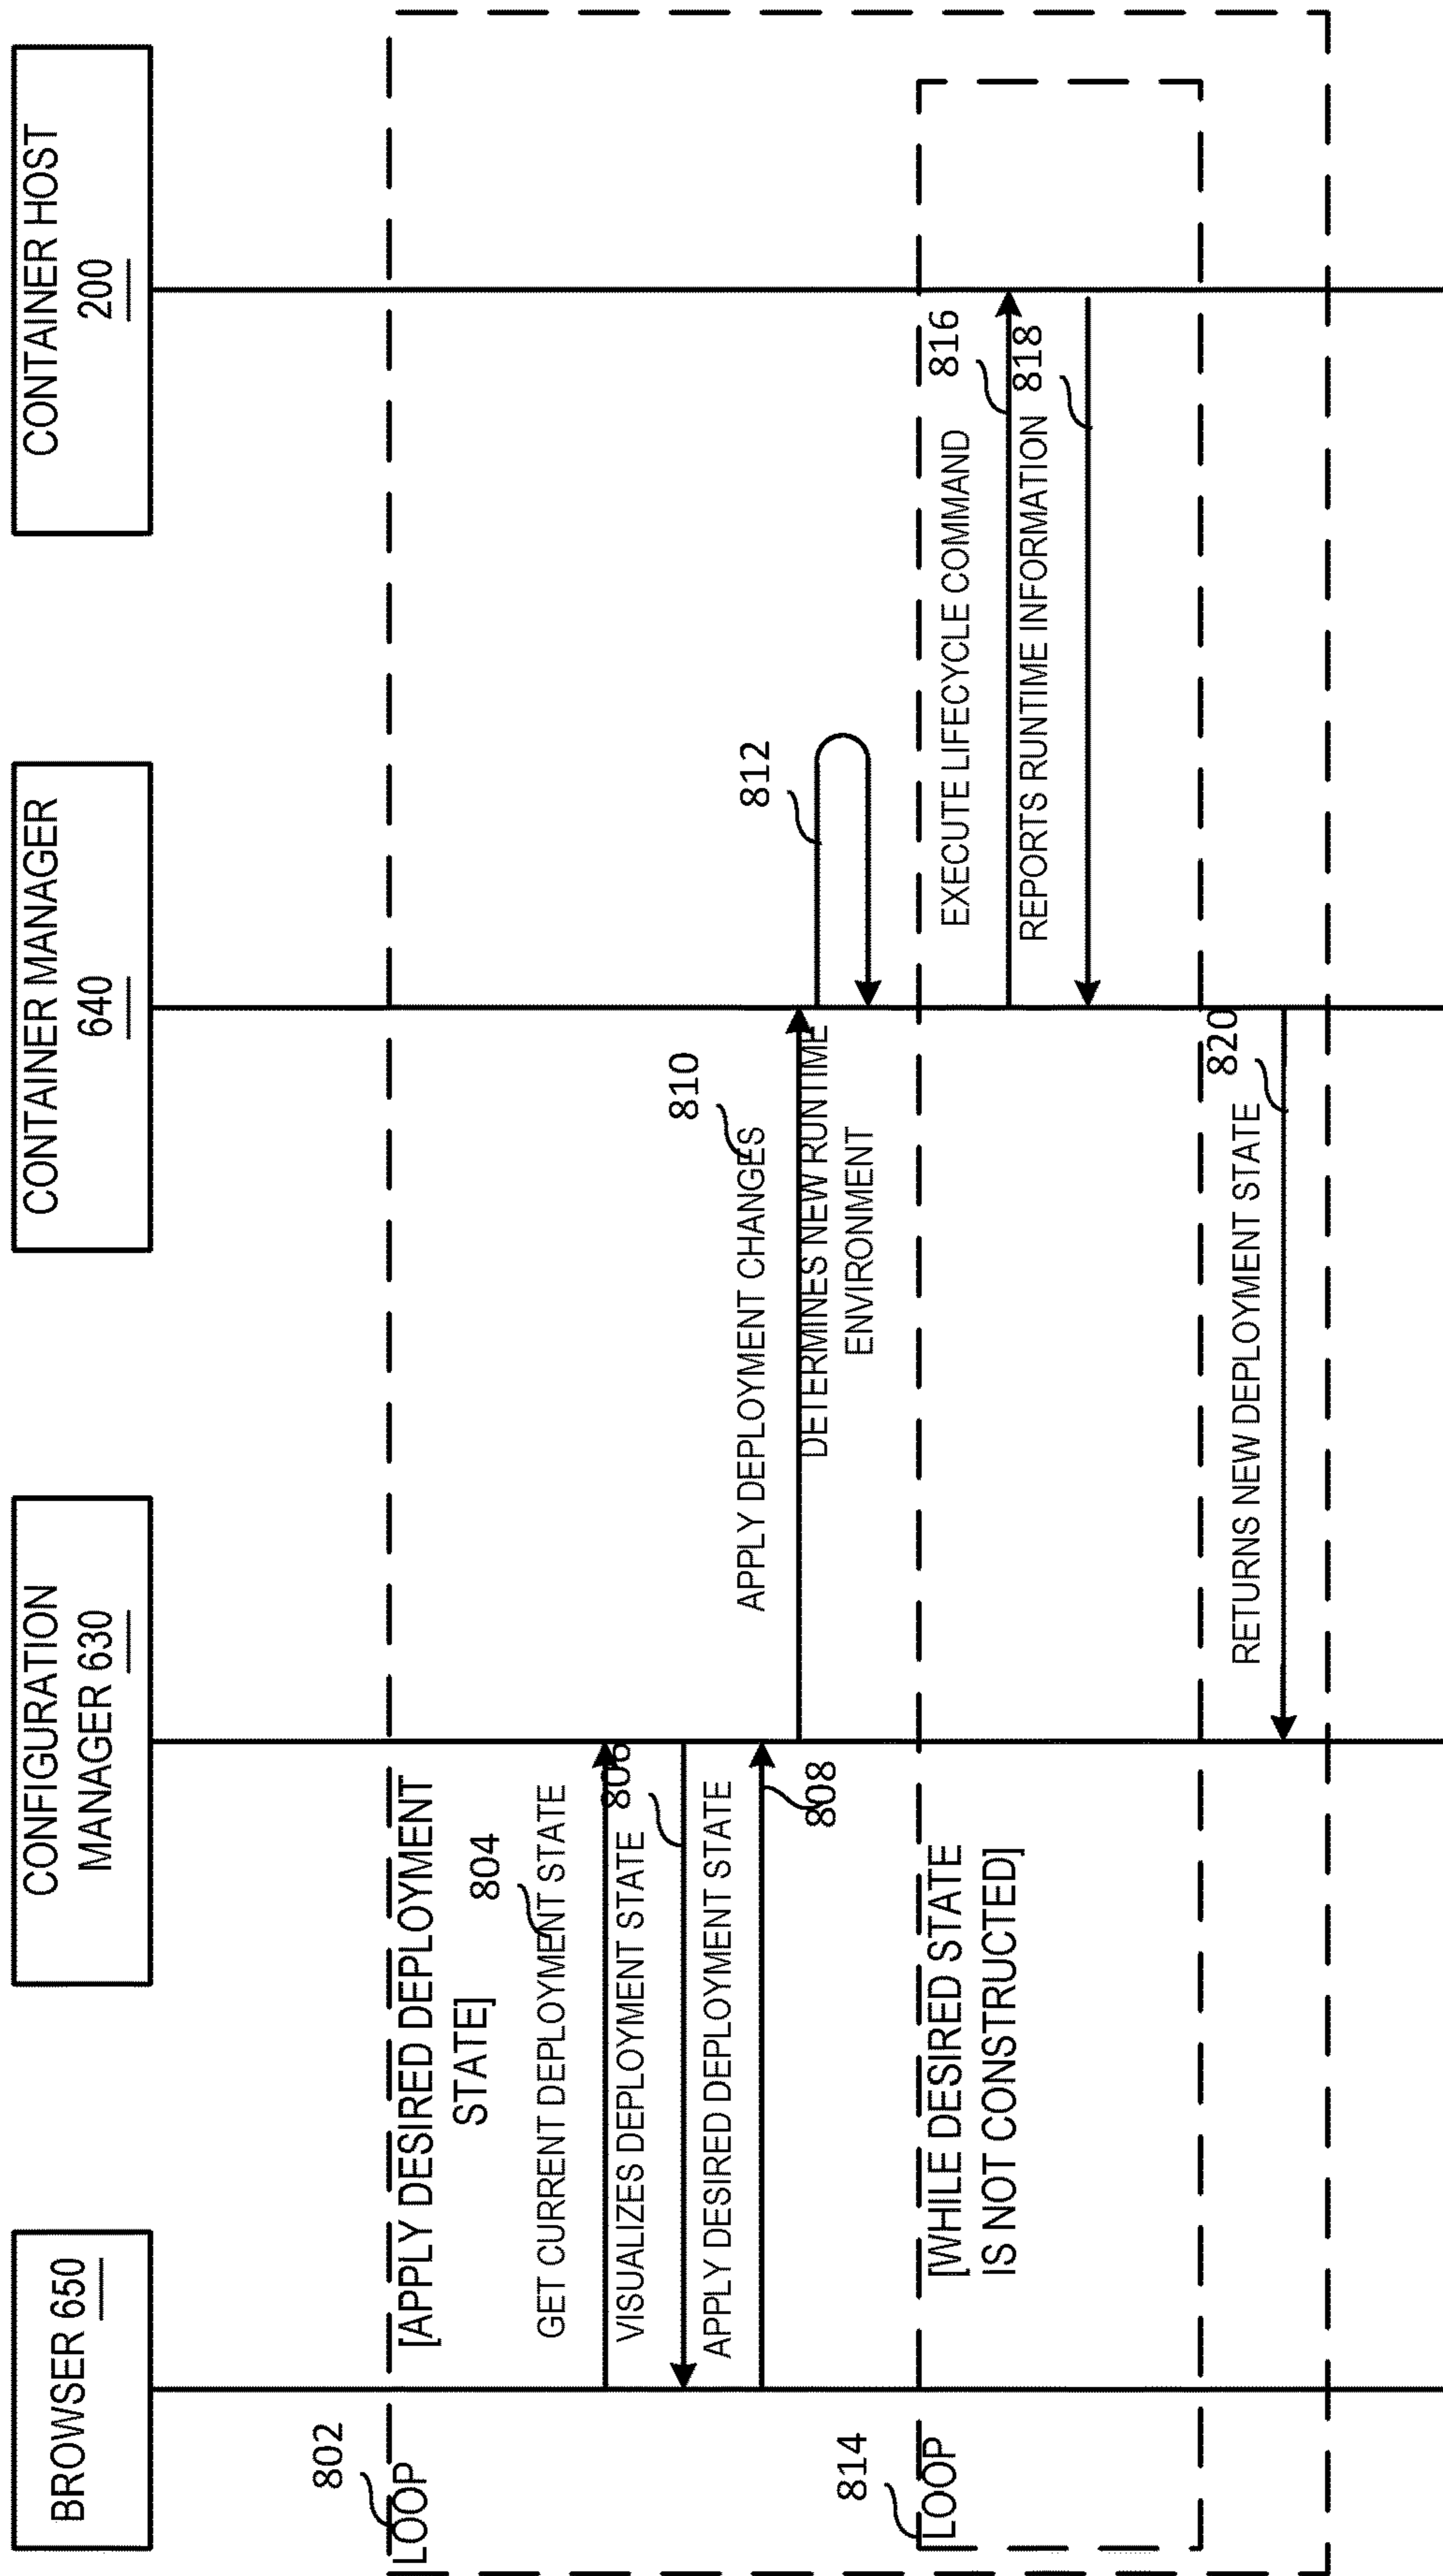 BROWSER 650
CONFIGURATION
MANAGER 630
CONTAINER MANAGER
640
CONTAINER HOST
200
802
LOOP
[APPLY DESIRED DEPLOYMENT
STATE]
804
GET CURRENT DEPLOYMENT STATE
806
VISUALIZES DEPLOYMENT STATE
APPLY DESIRED DEPLOYMENT STATE
808
810
APPLY DEPLOYMENT CHANGES
812
DETERMINES NEW RUNTIME
ENVIRONMENT
814
LOOP
[WHILE DESIRED STATE
IS NOT CONSTRUCTED]
EXECUTE LIFECYCLE COMMAND
816
REPORTS RUNTIME INFORMATION
818
820
RETURNS NEW DEPLOYMENT STATE